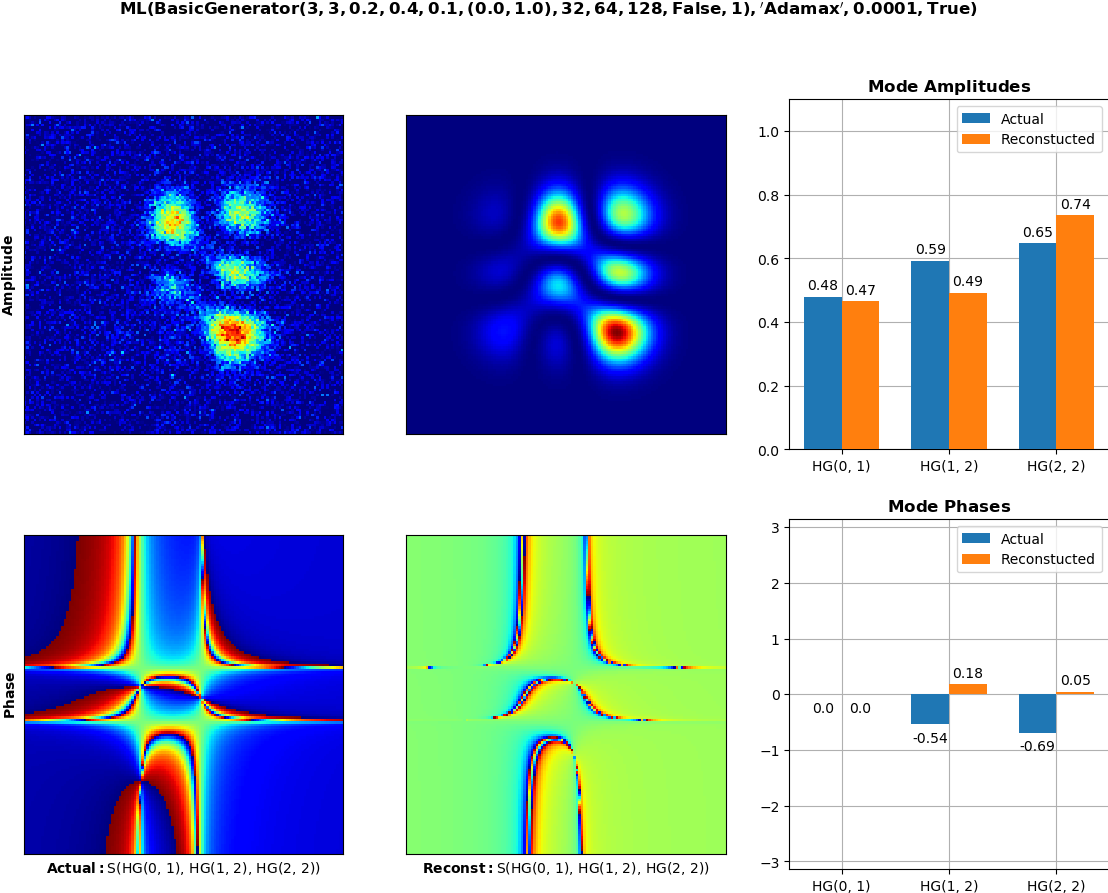 ML(BasicGenerator(3, 3, 0.2, 0.4, 0.1, (0.0, 1.0), 32, 64, 128, False, 1), ′Adamax′, 0.0001, True)
Amplitude
Mode Amplitudes
Actual
Reconstucted
1.0
0.8
0.6
0.4
0.2
0.0
0.48
0.47
0.59
0.49
0.65
0.74
HG(0, 1)
HG(1, 2)
HG(2, 2)
Phase
Actual: S(HG(0, 1), HG(1, 2), HG(2, 2))
Reconst: S(HG(0, 1), HG(1, 2), HG(2, 2))
Mode Phases
Actual
Reconstucted
3
2
1
0
−1
−2
−3
0.0
0.0
-0.54
0.18
-0.69
0.05
HG(0, 1)
HG(1, 2)
HG(2, 2)